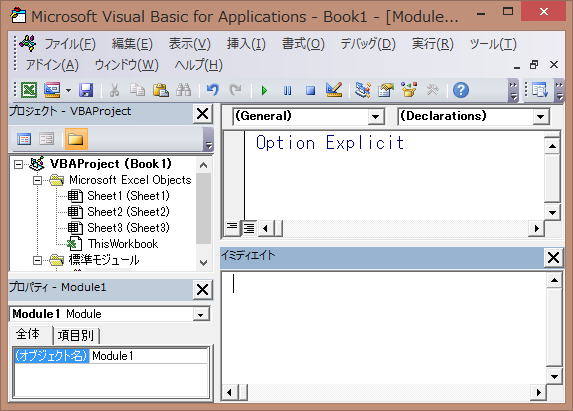 Microsoft Visual Basic for Applications - Book1 - [Module...
ファイル(F) 編集(E) 表示(V) 挿入(I) 書式(O) デバッグ(D) 実行(R) ツール(T)
アドイン(A) ウィンドウ(W) ヘルプ(H)
プロジェクト - VBAProject
VBAProject (Book1)
Microsoft Excel Objects
Sheet1 (Sheet1)
Sheet2 (Sheet2)
Sheet3 (Sheet3)
ThisWorkbook
標準モジュール
プロパティ - Module1
Module1 Module
全体 項目別
(オブジェクト名) Module1
(General) (Declarations)
Option Explicit
イミディエイト